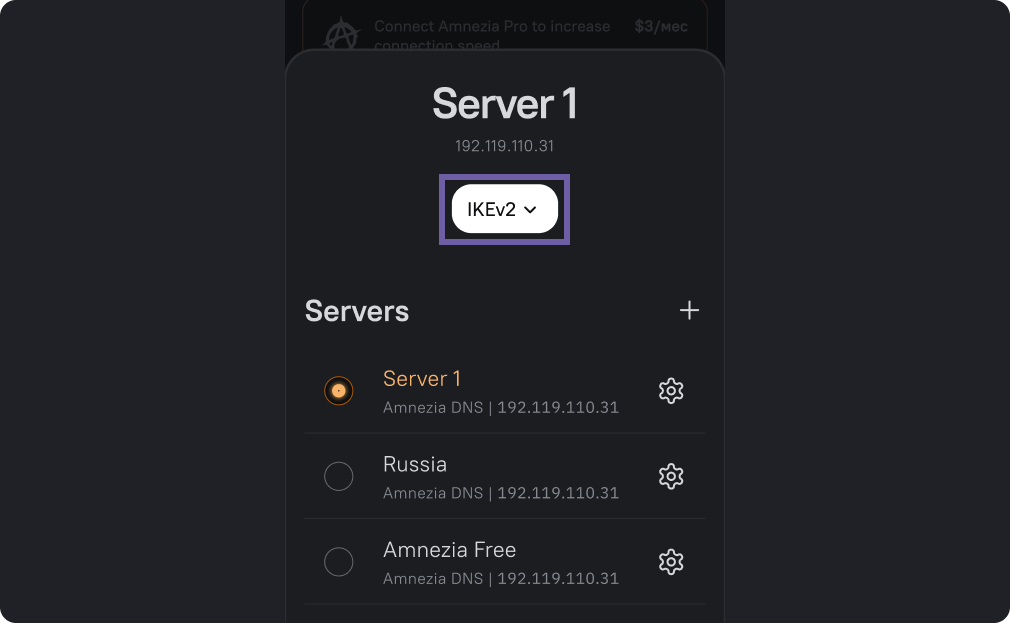 Connect Amnezia Pro to increase
$3/мес
connection speed
Server 1
192.119.110.31
IKEv2
Servers
Server 1
Amnezia DNS | 192.119.110.31
Russia
Amnezia DNS | 192.119.110.31
Amnezia Free
Amnezia DNS | 192.119.110.31